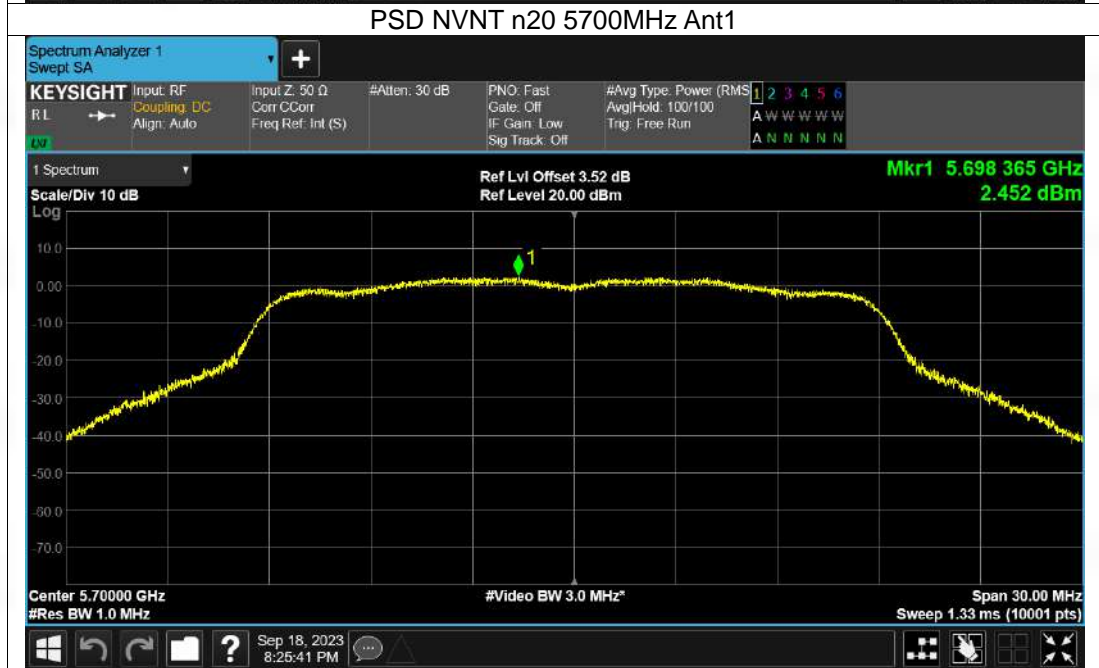 PSD NVNT n20 5700MHz Ant1
Spectrum Analyzer 1
Swept SA
+
KEYSIGHT Input: RF Input Z: 50 Ω #Atten: 30 dB PNO: Fast #Avg Type: Power (RMS 1 2 3 4 5 6
RL Coupling: DC Corr CCorr Gate: Off Avg|Hold: 100/100 A W W W W W
Align: Auto Freq Ref: Int (S) IF Gain: Low Trig: Free Run
LXI Sig Track: Off A N N N N N
1 Spectrum Ref Lvl Offset 3.52 dB Mkr1 5.698 365 GHz
Scale/Div 10 dB Ref Level 20.00 dBm 2.452 dBm
Log
10.0
1
0.00
-10.0
-20.0
-30.0
-40.0
-50.0
-60.0
-70.0
Center 5.70000 GHz #Video BW 3.0 MHz* Span 30.00 MHz
#Res BW 1.0 MHz Sweep 1.33 ms (10001 pts)
? Sep 18, 2023
8:25:41 PM